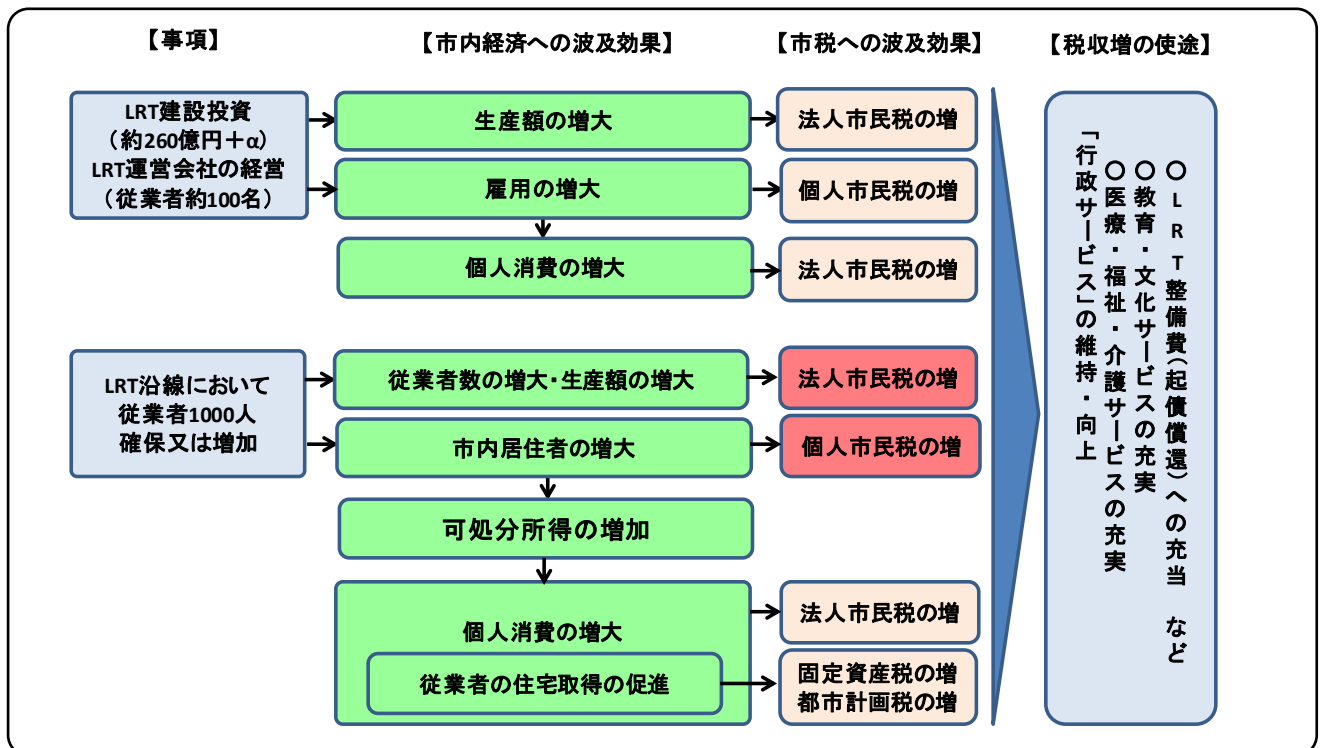 【事項】
【市内経済への波及効果】
【市税への波及効果】
【税収増の使途】
LRT建設投資
（約260億円＋α）
LRT運営会社の経営
（従業者約100名）
生産額の増大
法人市民税の増
雇用の増大
個人市民税の増
個人消費の増大
法人市民税の増
LRT沿線において
従業者1000人
確保又は増加
従業者数の増大・生産額の増大
法人市民税の増
市内居住者の増大
個人市民税の増
可処分所得の増加
個人消費の増大
法人市民税の増
従業者の住宅取得の促進
固定資産税の増
都市計画税の増
○ＬＲＴ整備費（起債償還）への充当　など
○教育・文化サービスの充実
○医療・福祉・介護サービスの充実
「行政サービス」の維持・向上